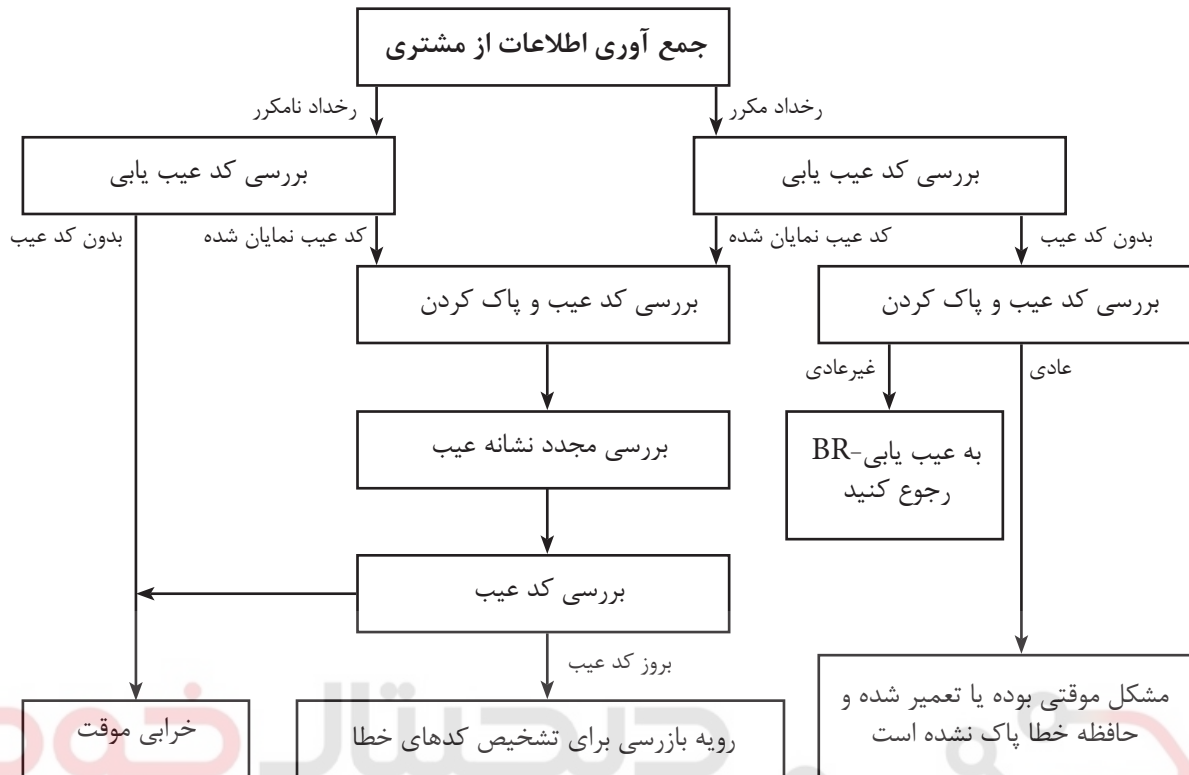 جمع آوری اطلاعات از مشتری
رخداد مکرر
رخداد نامکرر
بررسی کد عیب یابی
بررسی کد عیب یابی
بدون کد عیب
کد عیب نمایان شده
کد عیب نمایان شده
بدون کد عیب
بررسی کد عیب و پاک کردن
بررسی کد عیب و پاک کردن
عادی
غیرعادی
به عیب یابی-BR
رجوع کنید
بررسی مجدد نشانه عیب
بررسی کد عیب
بروز کد عیب
مشکل موقتی بوده یا تعمیر شده و
حافظه خطا پاک نشده است
رویه بازرسی برای تشخیص کدهای خطا
خرابی موقت
دیجیتال